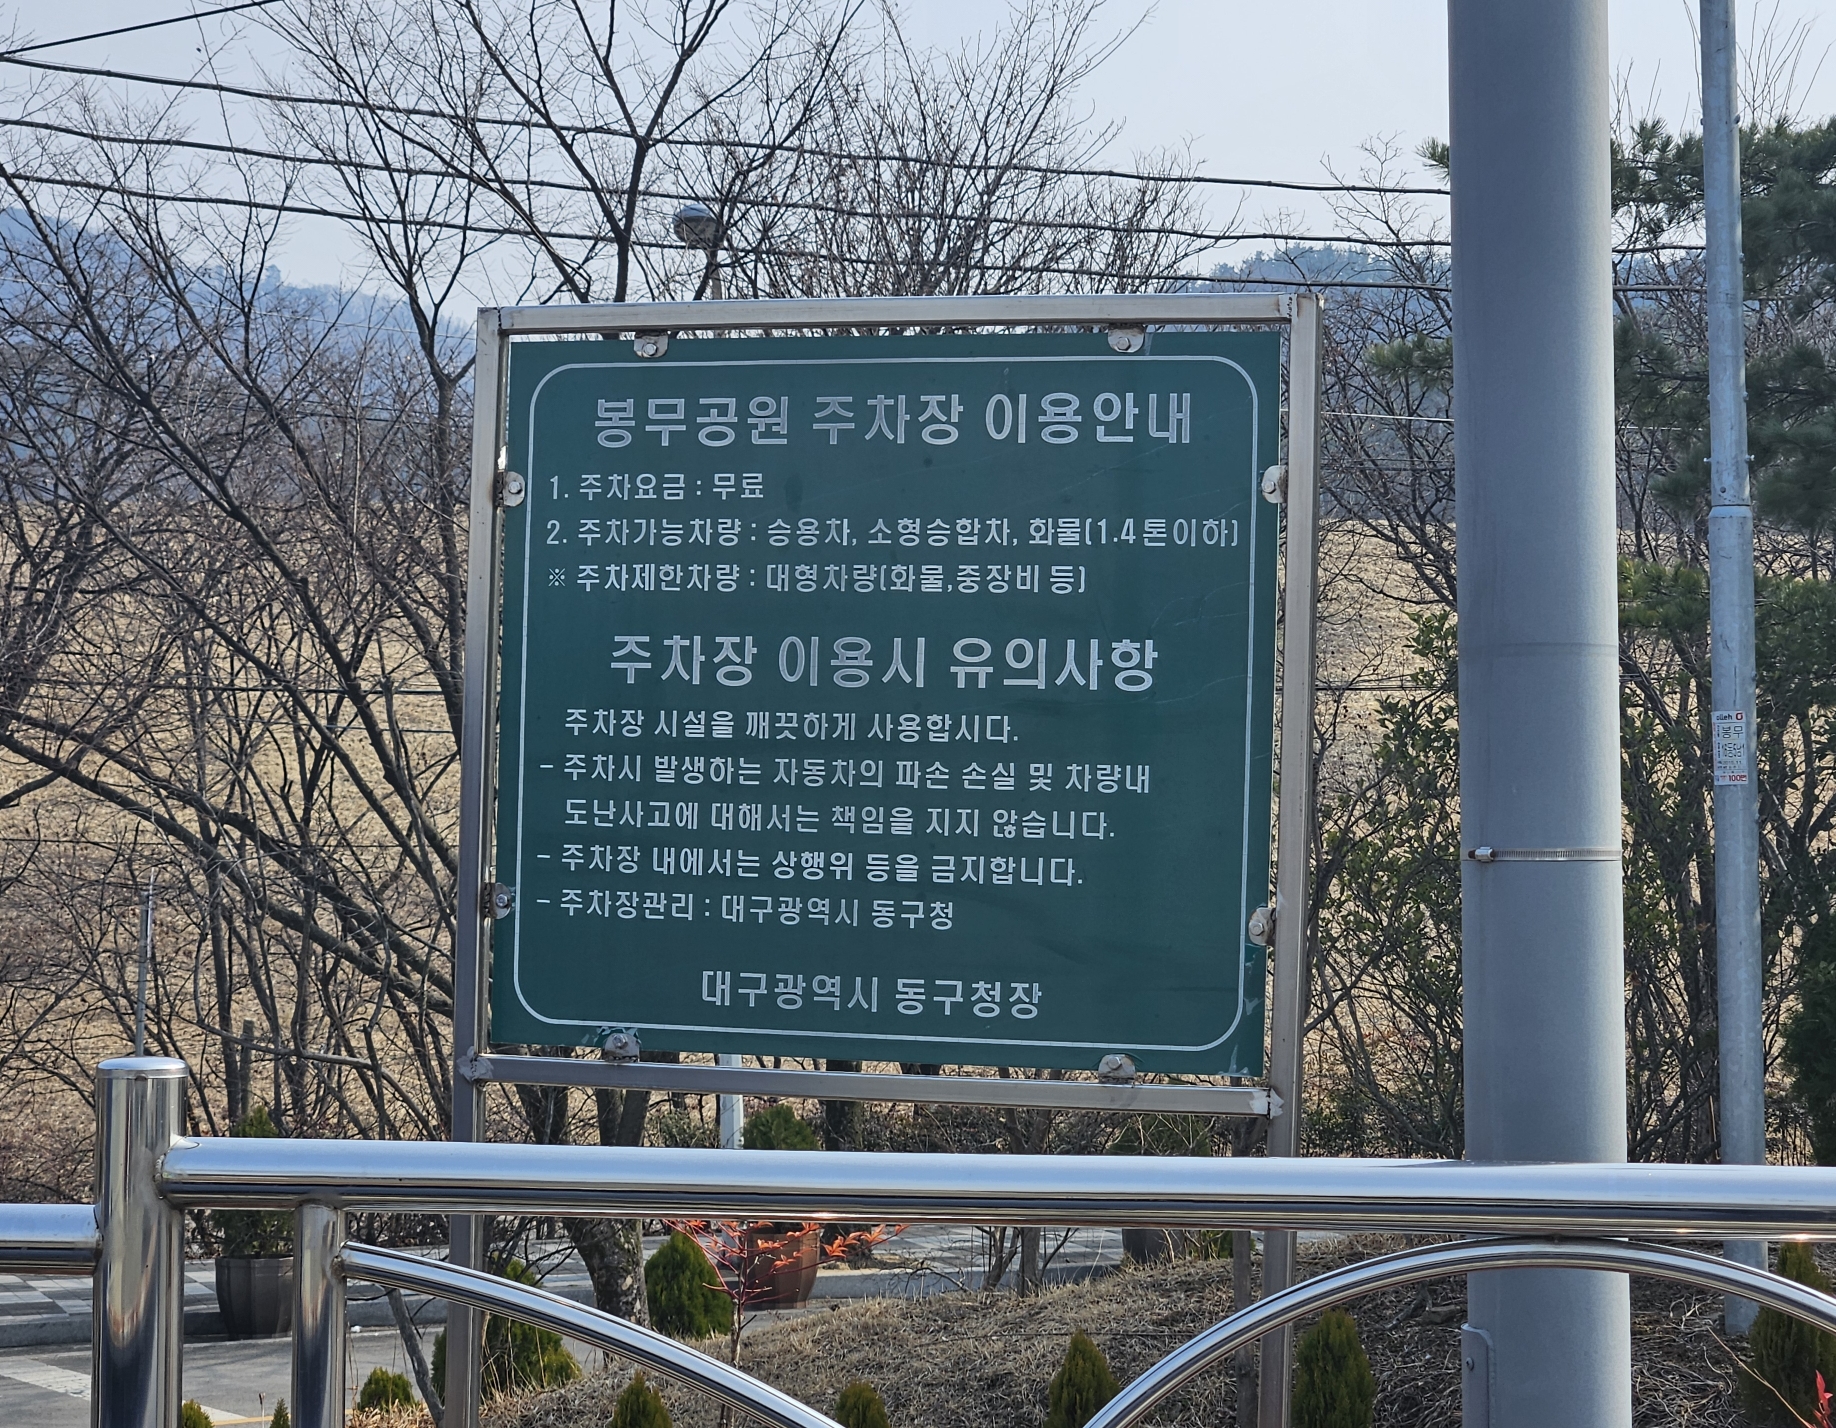 봉무공원 주차장 이용안내
1. 주차요금 : 무료
2. 주차가능차량 : 승용차, 소형승합차, 화물(1.4톤이하)
※ 주차제한차량 : 대형차량(화물,중장비 등)
주차장 이용시 유의사항
주차장 시설을 깨끗하게 사용합시다.
- 주차시 발생하는 자동차의 파손 손실 및 차량내
도난사고에 대해서는 책임을 지지 않습니다.
- 주차장 내에서는 상행위 등을 금지합니다.
- 주차장관리 : 대구광역시 동구청
대구광역시 동구청장
olleh
봉무